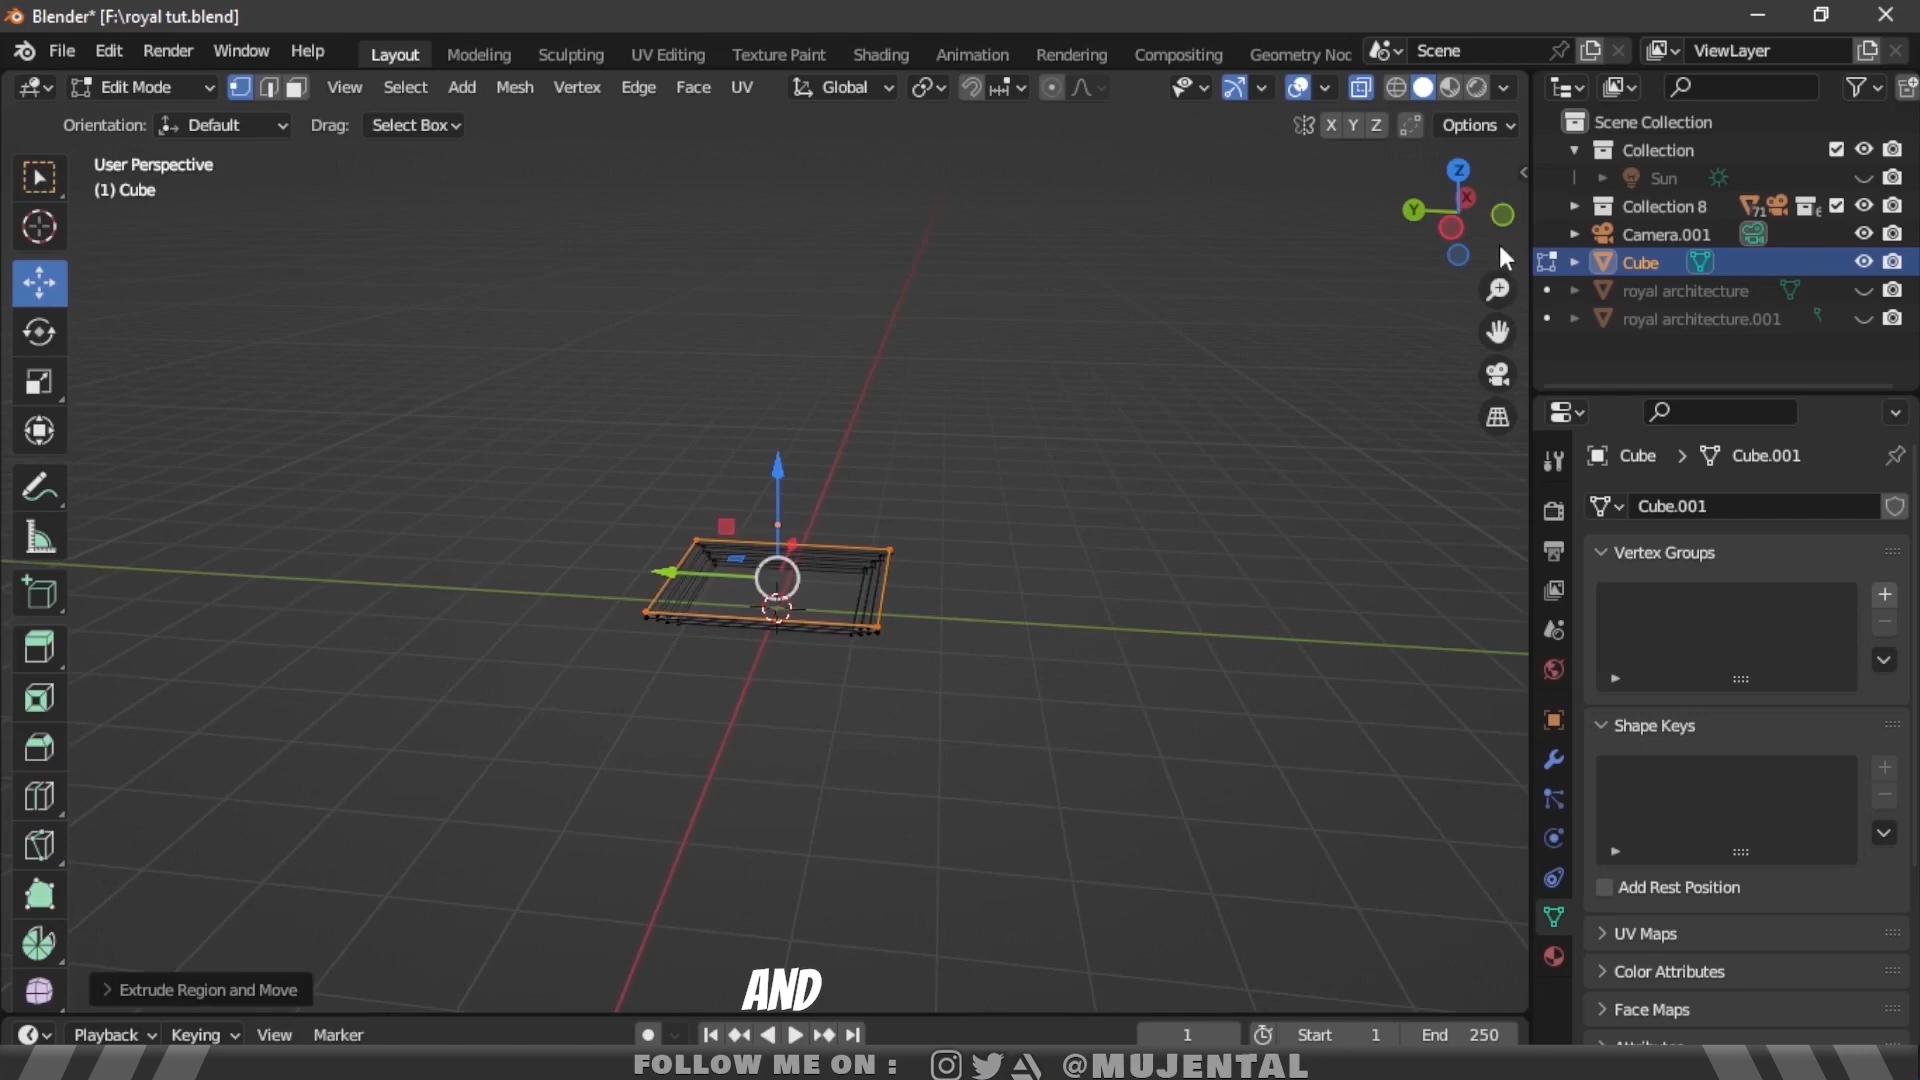 Blender* [F:\royal tut.blend]
File Edit Render Window Help Layout Modeling Sculpting UV Editing Texture Paint Shading Animation Rendering Compositing Geometry Noc Scene ViewLayer
Edit Mode View Select Add Mesh Vertex Edge Face UV Global
Orientation: Default Drag: Select Box X Y Z Options
User Perspective
(1) Cube
Z
X
Y
Scene Collection
Collection
Sun
Collection 8 71 6
Camera.001
Cube
royal architecture
royal architecture.001
Cube Cube.001
Cube.001
Vertex Groups
Shape Keys
Add Rest Position
UV Maps
Color Attributes
Face Maps
Extrude Region and Move
AND
Playback Keying View Marker 1 Start 1 End 250
FOLLOW ME ON : @MUJENTAL